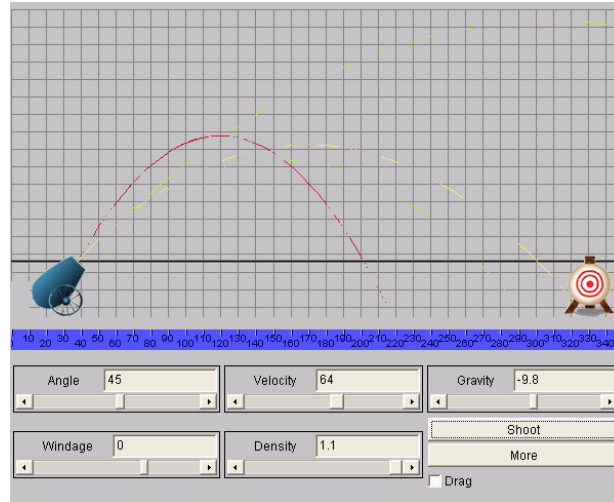 10 30 50 70 90 110 130 150 170 190 210 230 250 270 290 310 330
20 40 60 80 100 120 140 160 180 200 220 240 260 280 300 320 340
Angle 45 Velocity 64 Gravity -9.8
Shoot
Windage 0 Density 1.1
More
Drag